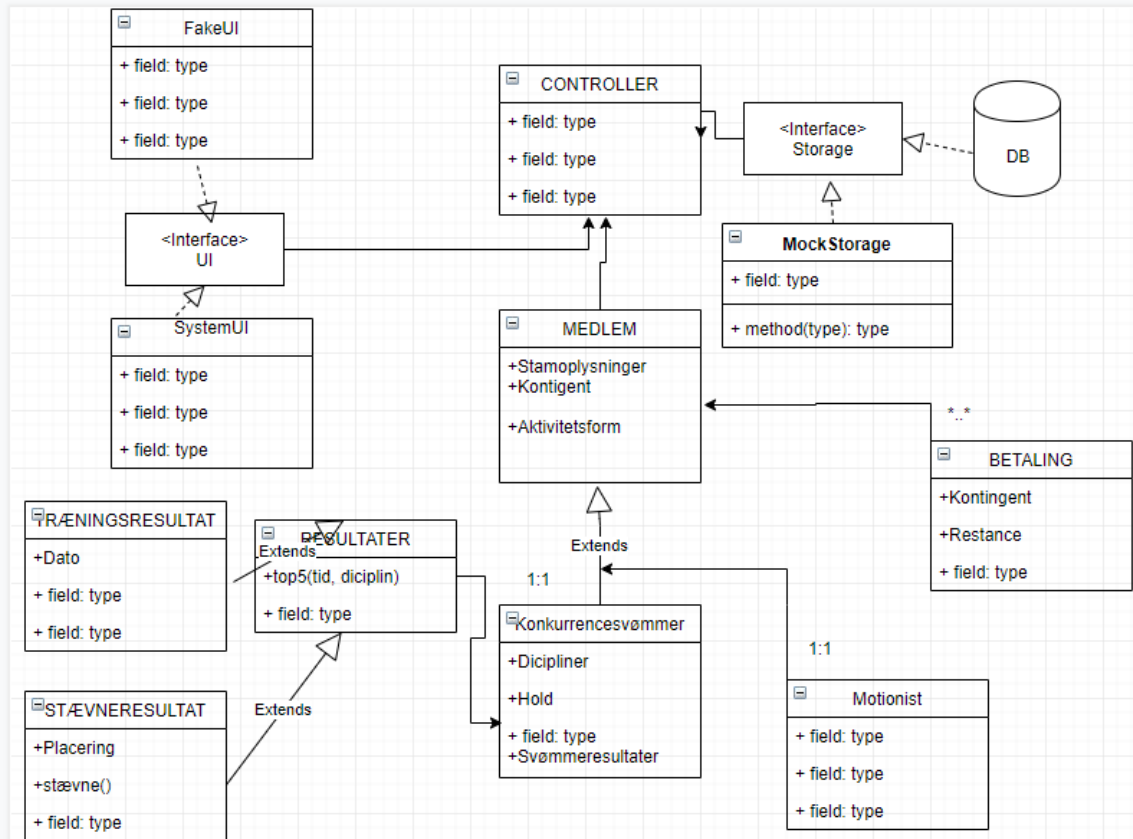 FakeUI
+ field: type
+ field: type
+ field: type
CONTROLLER
+ field: type
+ field: type
+ field: type
<Interface>
Storage
DB
<Interface>
UI
MockStorage
+ field: type
+ method(type): type
SystemUI
+ field: type
+ field: type
+ field: type
MEDLEM
+Stamoplysninger
+Kontigent
+Aktivitetsform
*..*
BETALING
+Kontingent
+Restance
+ field: type
TRÆNINGSRESULTAT
+Dato
+ field: type
+ field: type
Extends
RESULTATER
+top5(tid, diciplin)
+ field: type
Extends
1:1
Konkurrencesvømmer
+Dicipliner
+Hold
+ field: type
+Svømmeresultater
1:1
Motionist
+ field: type
+ field: type
+ field: type
STÆVNERESULTAT
+Placering
+stævne()
+ field: type
Extends